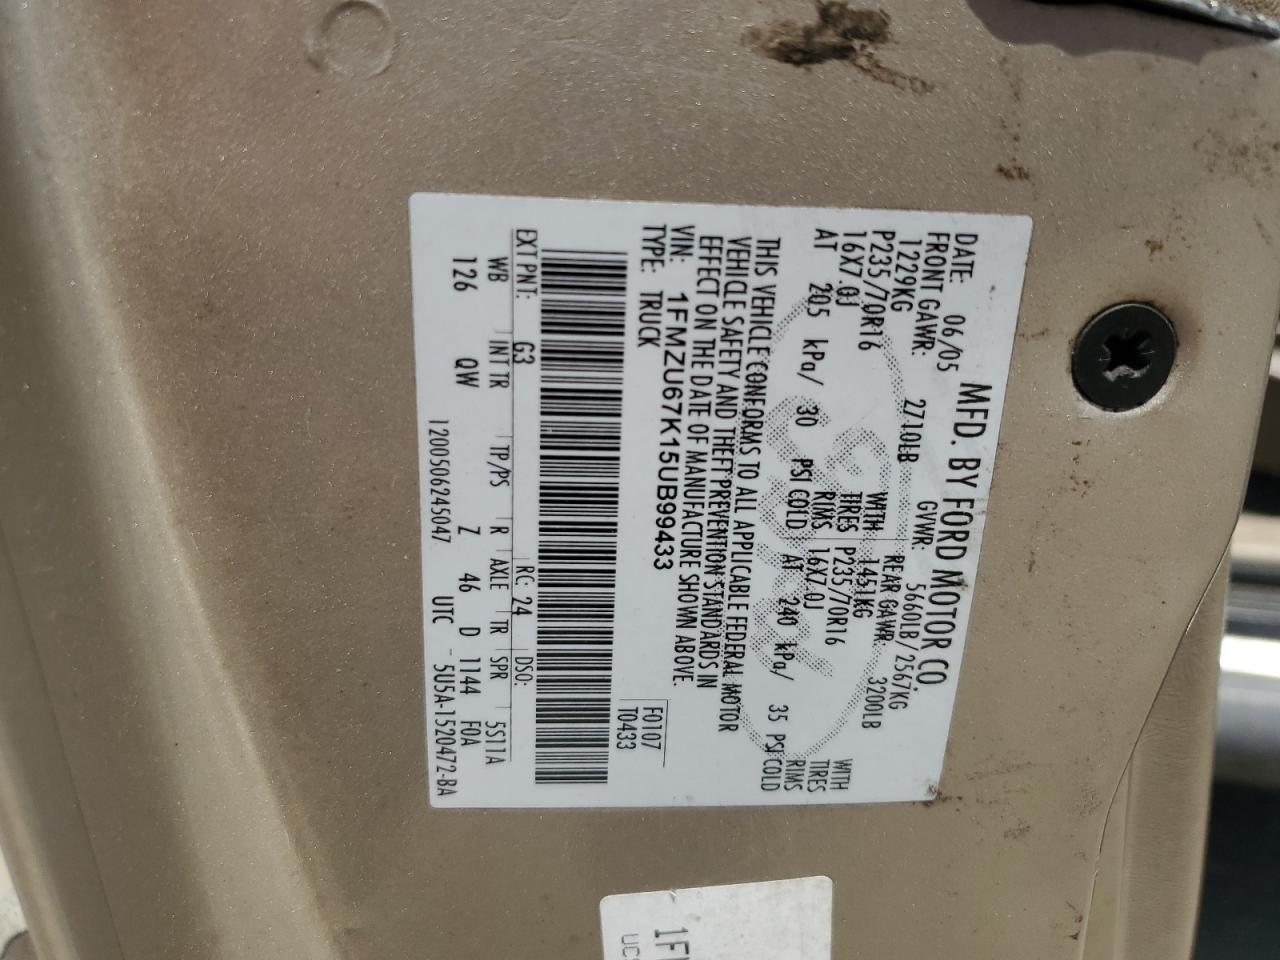 MFD. BY FORD MOTOR CO.
DATE: 06/05 GVWR: 5660LB/2567KG
FRONT GAWR: 2710LB REAR GAWR: 3200LB
1229KG WITH 1451KG WITH
P235/70R16 TIRES P235/70R16 TIRES
16X7.0J RIMS 16X7.0J RIMS
AT 205 kPa/ 30 PSI COLD AT 240 kPa/ 35 PSI COLD
THIS VEHICLE CONFORMS TO ALL APPLICABLE FEDERAL MOTOR
VEHICLE SAFETY AND THEFT PREVENTION STANDARDS IN
EFFECT ON THE DATE OF MANUFACTURE SHOWN ABOVE.
VIN: 1FMZU67K15UB99433 F0107
TYPE: TRUCK T0433
EXT PNT: G3 RC: 24 DSO:
WB INT TR TP/PS R AXLE TR SPR 5S11A
126 QW Z 46 D 1144 F0A
1200506245047 UTC - 5U5A-1520472-BA